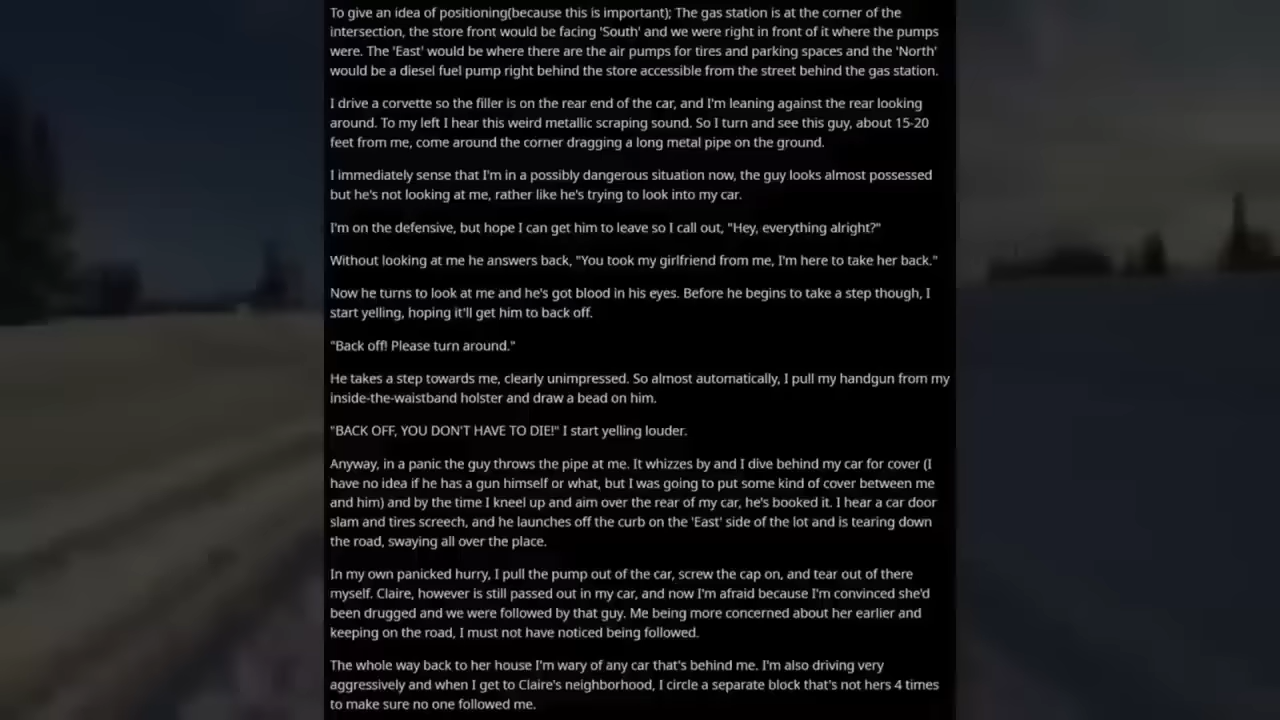 To give an idea of positioning(because this is important); The gas station is at the corner of the
intersection, the store front would be facing 'South' and we were right in front of it where the pumps
were. The 'East' would be where there are the air pumps for tires and parking spaces and the 'North'
would be a diesel fuel pump right behind the store accessible from the street behind the gas station.
I drive a corvette so the filler is on the rear end of the car, and I'm leaning against the rear looking
around. To my left I hear this weird metallic scraping sound. So I turn and see this guy, about 15-20
feet from me, come around the corner dragging a long metal pipe on the ground.
I immediately sense that I'm in a possibly dangerous situation now, the guy looks almost possessed
but he's not looking at me, rather like he's trying to look into my car.
I'm on the defensive, but hope I can get him to leave so I call out, "Hey, everything alright?"
Without looking at me he answers back, "You took my girlfriend from me, I'm here to take her back."
Now he turns to look at me and he's got blood in his eyes. Before he begins to take a step though, I
start yelling, hoping it'll get him to back off.
"Back off! Please turn around."
He takes a step towards me, clearly unimpressed. So almost automatically, I pull my handgun from my
inside-the-waistband holster and draw a bead on him.
"BACK OFF, YOU DON'T HAVE TO DIE!" I start yelling louder.
Anyway, in a panic the guy throws the pipe at me. It whizzes by and I dive behind my car for cover (I
have no idea if he has a gun himself or what, but I was going to put some kind of cover between me
and him) and by the time I kneel up and aim over the rear of my car, he's booked it. I hear a car door
slam and tires screech, and he launches off the curb on the 'East' side of the lot and is tearing down
the road, swaying all over the place.
In my own panicked hurry, I pull the pump out of the car, screw the cap on, and tear out of there
myself. Claire, however is still passed out in my car, and now I'm afraid because I'm convinced she'd
been drugged and we were followed by that guy. Me being more concerned about her earlier and
keeping on the road, I must not have noticed being followed.
The whole way back to her house I'm wary of any car that's behind me. I'm also driving very
aggressively and when I get to Claire's neighborhood, I circle a separate block that's not hers 4 times
to make sure no one followed me.